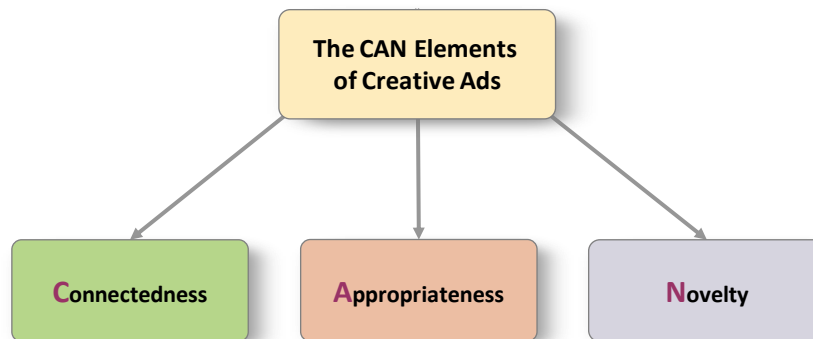 The CAN Elements
of Creative Ads
Connectedness
Appropriateness
Novelty